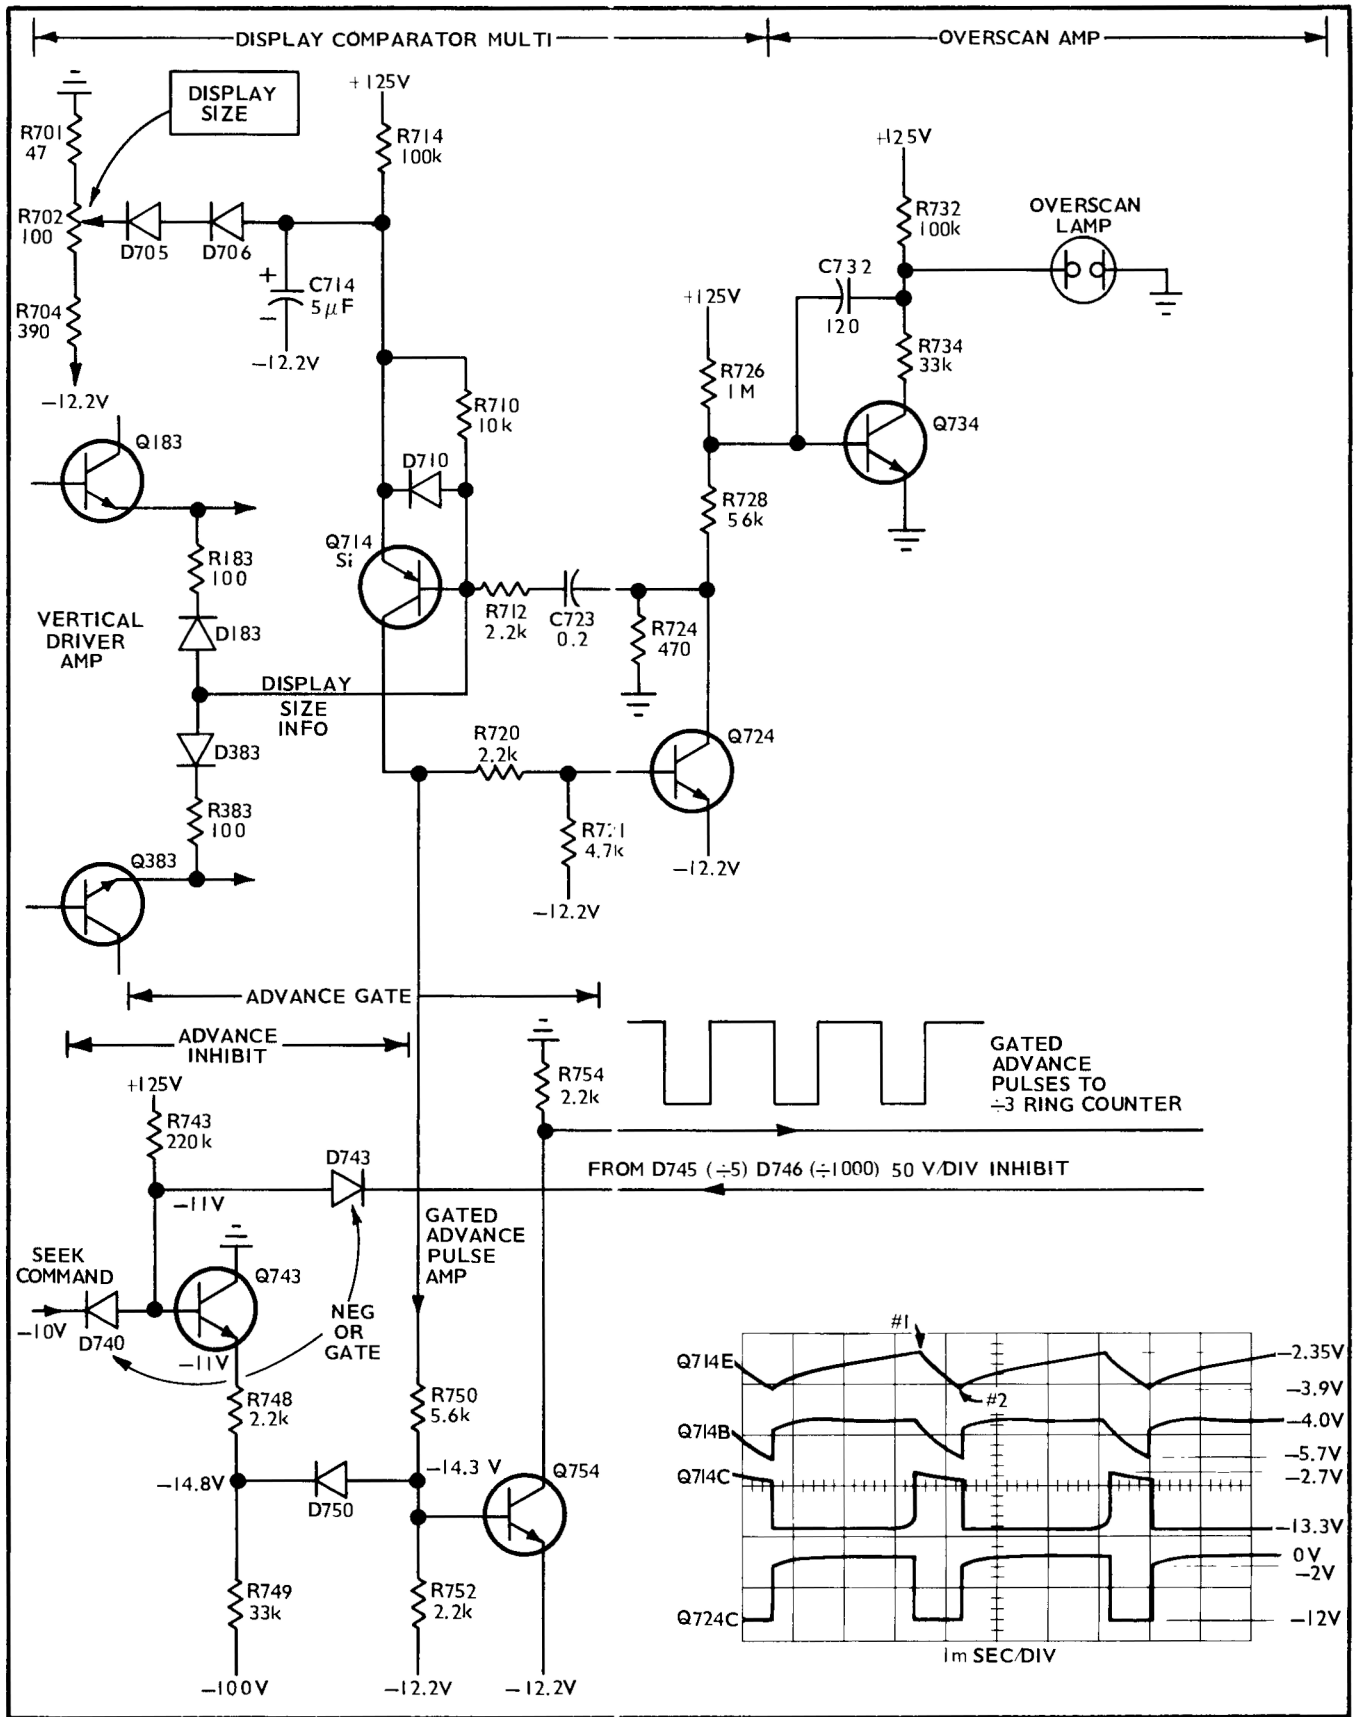 DISPLAY COMPARATOR MULTI
OVERSCAN AMP
DISPLAY
SIZE
+125V
R701
47
R714
100k
+125V
R702
100
D705
D706
R732
100k
OVERSCAN
LAMP
+
C714
5μF
−
C732
120
R704
390
+125V
−12.2V
R734
33k
−12.2V
R726
1M
R710
10k
Q183
Q734
D710
R728
56k
Q714
Si
R183
100
R712
2.2k
C723
0.2
R724
470
VERTICAL
DRIVER
AMP
D183
DISPLAY
SIZE
INFO
R720
2.2k
Q724
D383
R383
100
4.7k
−12.2V
Q383
−12.2V
ADVANCE GATE
ADVANCE
INHIBIT
GATED
ADVANCE
PULSES TO
÷3 RING COUNTER
+125V
R754
2.2k
R743
220k
D743
FROM D745 (÷5) D746 (÷1000) 50 V/DIV INHIBIT
−11V
GATED
ADVANCE
PULSE
AMP
SEEK
COMMAND
Q743
NEG
OR
GATE
−10V
D740
−11V
#1
Q714E
−2.35V
−3.9V
#2
R748
2.2k
R750
5.6k
Q714B
−4.0V
−5.7V
−14.8V
−14.3 V
Q754
Q714C
−2.7V
D750
−13.3V
0V
−2V
R749
33k
R752
2.2k
Q724C
−12V
1m SEC/DIV
−100V
−12.2V
−12.2V